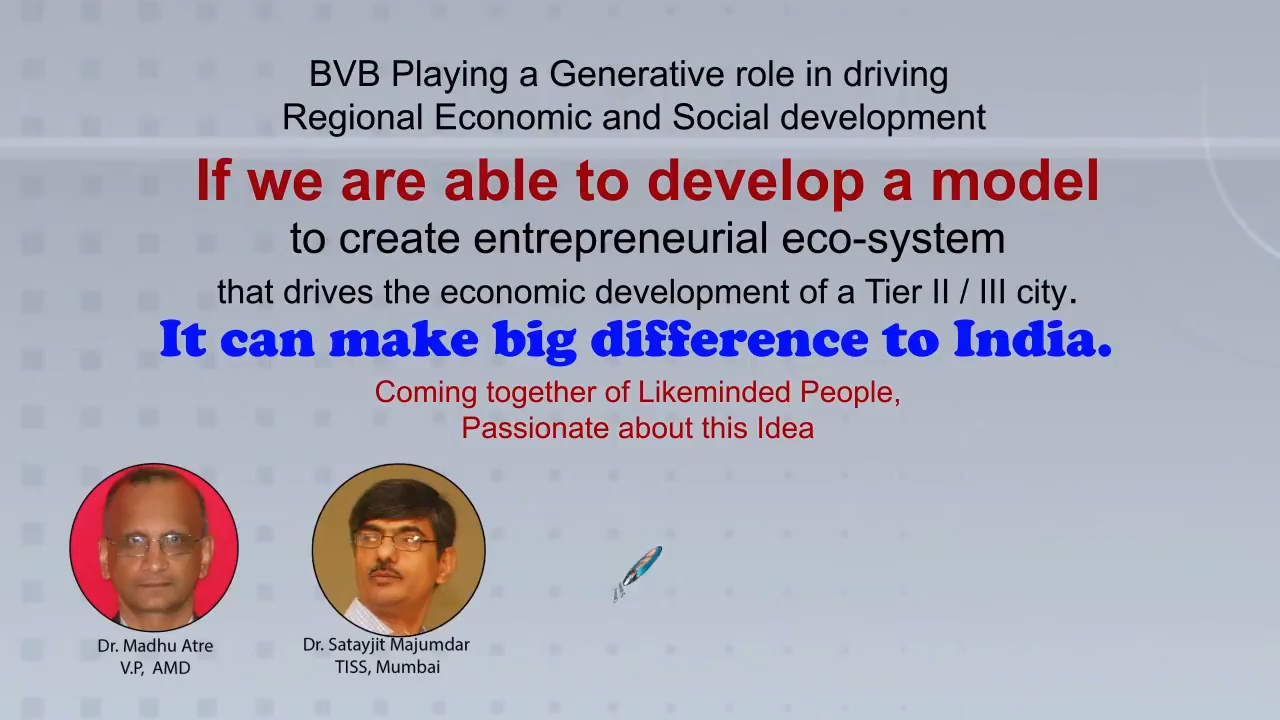 BVB Playing a Generative role in driving
Regional Economic and Social development
If we are able to develop a model
to create entrepreneurial eco-system
that drives the economic development of a Tier II / III city.
It can make big difference to India.
Coming together of Likeminded People,
Passionate about this Idea
Dr. Madhu Atre
V.P, AMD
Dr. Satayjit Majumdar
TISS, Mumbai